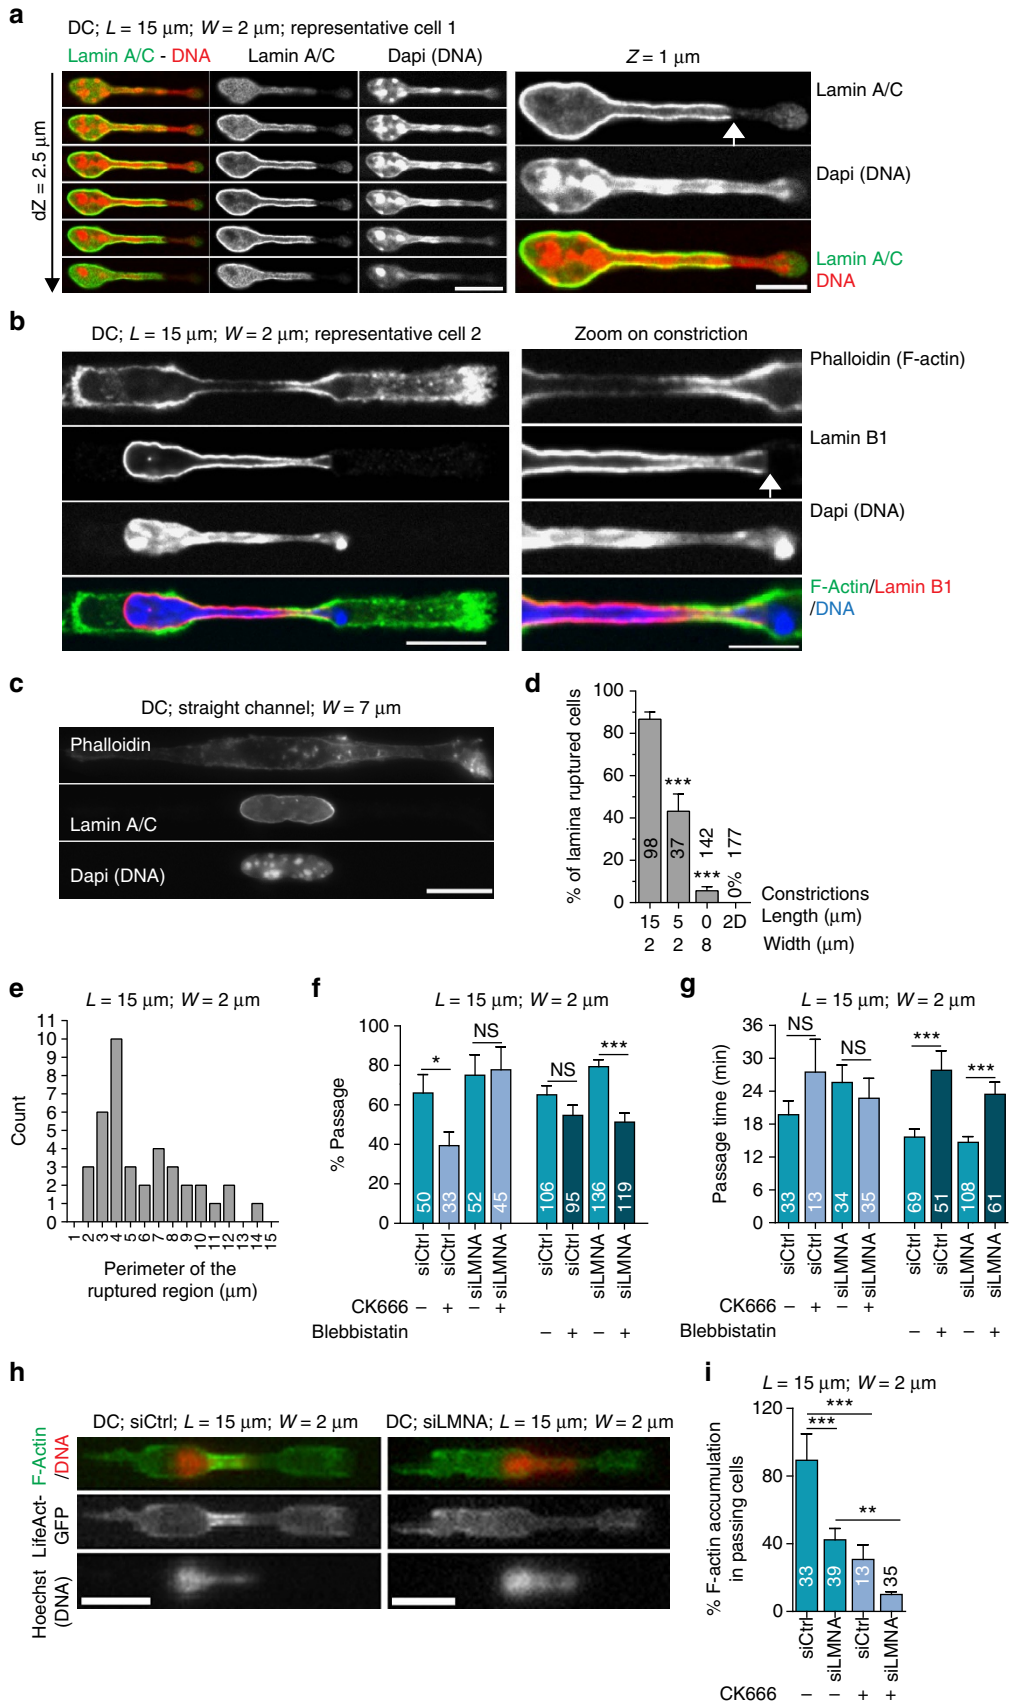 a
DC; L = 15 µm; W = 2 µm; representative cell 1
Lamin A/C - DNA
Lamin A/C
Dapi (DNA)
Z = 1 µm
dZ = 2.5 µm
Lamin A/C
Dapi (DNA)
Lamin A/C
DNA
b
DC; L = 15 µm; W = 2 µm; representative cell 2
Zoom on constriction
Phalloidin (F-actin)
Lamin B1
Dapi (DNA)
F-Actin/Lamin B1
/DNA
c
DC; straight channel; W = 7 µm
Phalloidin
Lamin A/C
Dapi (DNA)
d
% of lamina ruptured cells
100
80
60
40
20
0
98
37
142
177
***
***
0%
15 5 0 2D
Constrictions
Length (µm)
2 2 8
Width (µm)
e
L = 15 µm; W = 2 µm
Count
11
10
9
8
7
6
5
4
3
2
1
0
1 2 3 4 5 6 7 8 9 10 11 12 13 14 15
Perimeter of the
ruptured region (µm)
f
L = 15 µm; W = 2 µm
% Passage
100
80
60
40
20
0
* NS NS ***
50 33 52 45 106 95 136 119
siCtrl siCtrl siLMNA siLMNA siCtrl siCtrl siLMNA siLMNA
CK666 – + – +
Blebbistatin – + – +
g
L = 15 µm; W = 2 µm
Passage time (min)
36
30
24
18
12
6
0
NS NS *** ***
33 13 34 35 69 51 108 61
siCtrl siCtrl siLMNA siLMNA siCtrl siCtrl siLMNA siLMNA
CK666 – + – +
Blebbistatin – + – +
h
DC; siCtrl; L = 15 µm; W = 2 µm
DC; siLMNA; L = 15 µm; W = 2 µm
F-Actin
/DNA
LifeAct-
GFP
Hoechst
(DNA)
i
L = 15 µm; W = 2 µm
% F-actin accumulation
in passing cells
120
80
40
0
***
***
**
33 39 13 35
siCtrl siLMNA siCtrl siLMNA
CK666 – – + +